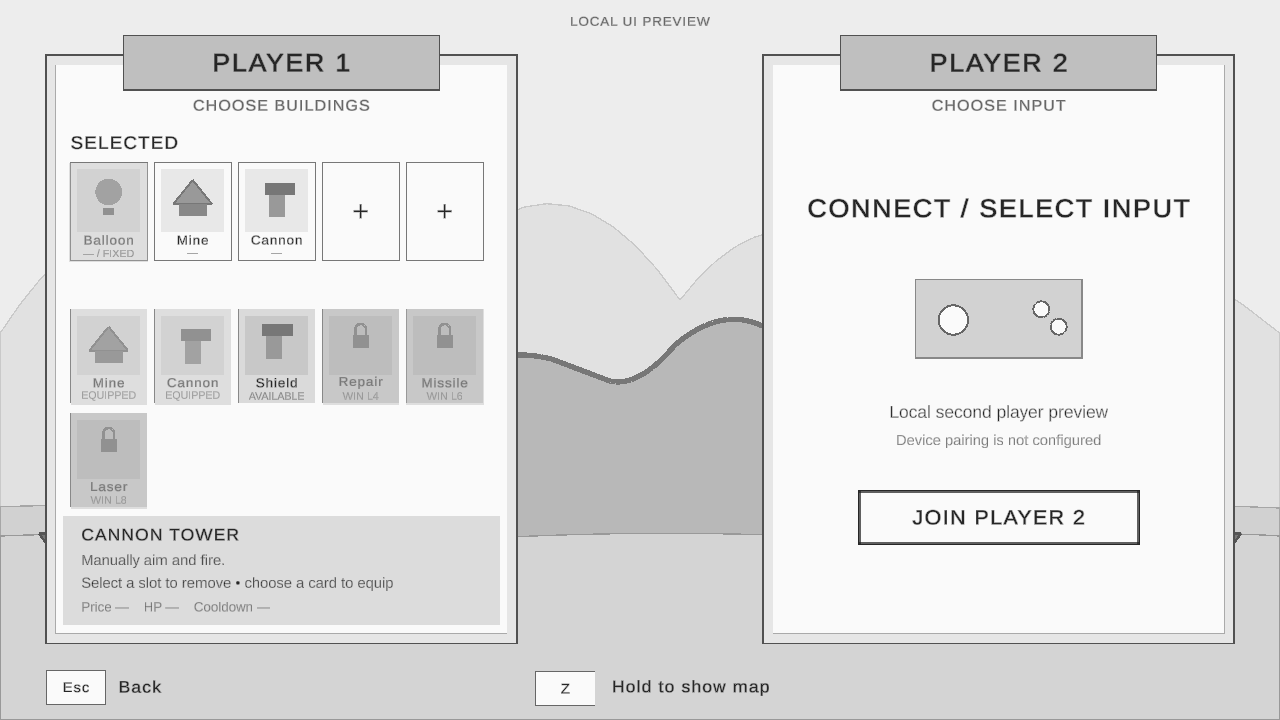 LOCAL UI PREVIEW
PLAYER 1
CHOOSE BUILDINGS
SELECTED
Balloon
— / FIXED
Mine
—
Cannon
—
+
+
Mine
EQUIPPED
Cannon
EQUIPPED
Shield
AVAILABLE
Repair
WIN L4
Missile
WIN L6
Laser
WIN L8
CANNON TOWER
Manually aim and fire.
Select a slot to remove • choose a card to equip
Price — HP — Cooldown —
PLAYER 2
CHOOSE INPUT
CONNECT / SELECT INPUT
Local second player preview
Device pairing is not configured
JOIN PLAYER 2
Esc Back
Z Hold to show map